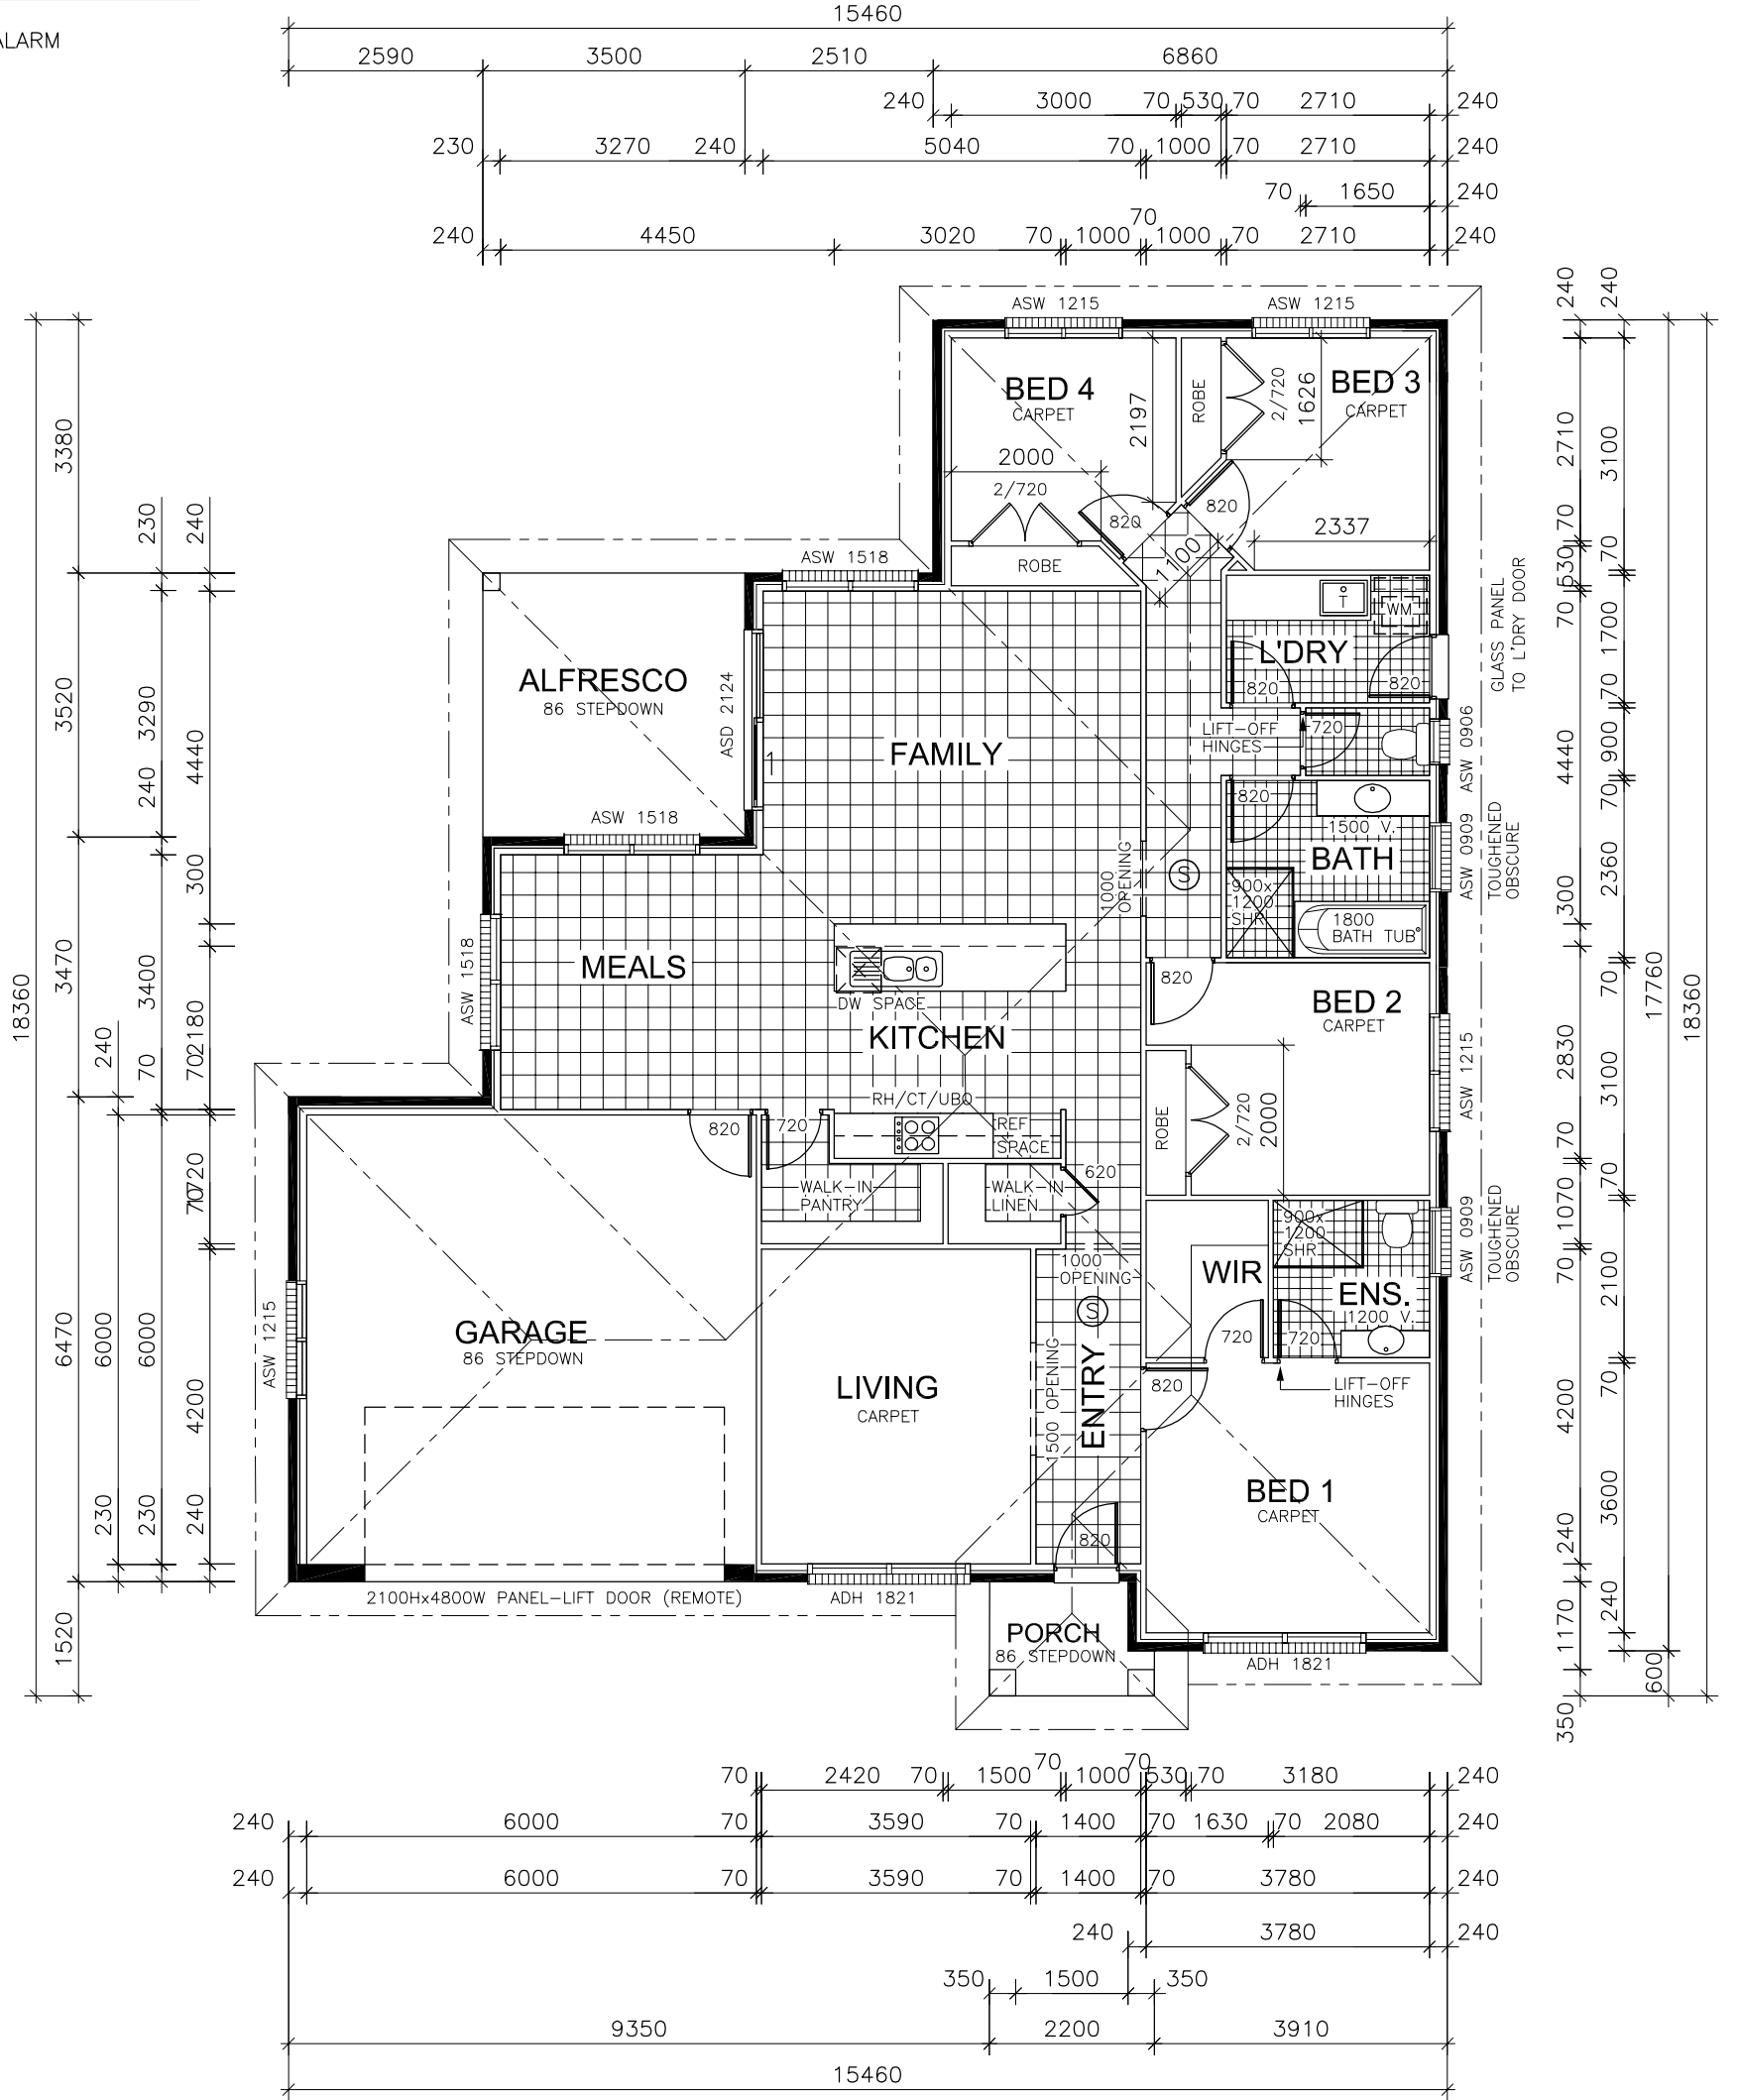 ALARM
15460
2590 3500 2510 6860
240 3000 70 530 70 2710 240
230 3270 240 5040 70 1000 70 2710 240
70 1650 240
70
240 4450 3020 70 1000 1000 70 2710 240
18360
3380 3520 3470 6470 1520
240 6000 230
230 3290 240 3400 70 6000 230
240 4440 300 2180 70 720 70 4200 240
ASW 1215
ASW 1215
BED 4
CARPET
2197
2000
2/720
820
ROBE
ROBE
2/720
1626
BED 3
CARPET
820
2337
1100
ASW 1518
ALFRESCO
86 STEPDOWN
ASD 2124
1
ASW 1518
FAMILY
T
WM
L'DRY
820
820
GLASS PANEL
TO L'DRY DOOR
LIFT-OFF
HINGES
720
ASW 0906
820
1500 V.
BATH
900x
1200
SHR
1800
BATH TUB
ASW 0909
TOUGHENED
OBSCURE
1000
OPENING
S
ASW 1518
MEALS
DW SPACE
KITCHEN
RH/CT/UBO
REF
SPACE
820
BED 2
CARPET
ROBE
2/720
2000
ASW 1215
820
720
WALK-IN
PANTRY
WALK-IN
LINEN
620
1000
OPENING
S
WIR
720
900x
1200
SHR
ENS.
1200 V.
720
ASW 0909
TOUGHENED
OBSCURE
LIFT-OFF
HINGES
ASW 1215
GARAGE
86 STEPDOWN
LIVING
CARPET
1500 OPENING
ENTRY
820
820
BED 1
CARPET
2100Hx4800W PANEL-LIFT DOOR (REMOTE)
ADH 1821
PORCH
86 STEPDOWN
ADH 1821
240 2710 70 530 70 4440 300 2830 70 1070 70 4200 240 1170 350
240 3100 70 1700 70 900 70 2360 70 3100 70 2100 70 3600 240
17760 600
18360
70 70
70 2420 70 1500 1000 530 70 3180 240
240 6000 70 3590 70 1400 70 1630 70 2080 240
240 6000 70 3590 70 1400 70 3780 240
240 3780 240
350 1500 350
9350 2200 3910
15460